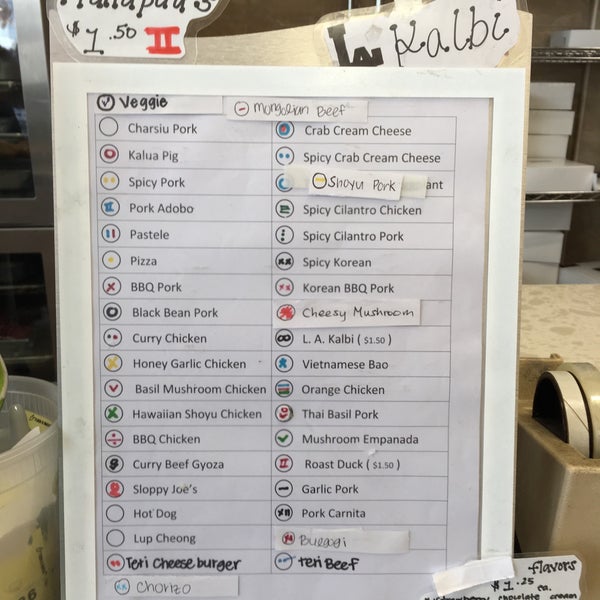 Manapua's
$1.50 II
LA Kalbi
Veggie
Mongolian Beef
Charsiu Pork
Crab Cream Cheese
Kalua Pig
Spicy Crab Cream Cheese
Spicy Pork
Shoyu Pork
ant
Pork Adobo
Spicy Cilantro Chicken
Pastele
Spicy Cilantro Pork
Pizza
Spicy Korean
BBQ Pork
Korean BBQ Pork
Black Bean Pork
Cheesy Mushroom
Curry Chicken
L. A. Kalbi ( $1.50 )
Honey Garlic Chicken
Vietnamese Bao
Basil Mushroom Chicken
Orange Chicken
Hawaiian Shoyu Chicken
Thai Basil Pork
BBQ Chicken
Mushroom Empanada
Curry Beef Gyoza
Roast Duck ( $1.50 )
Sloppy Joe's
Garlic Pork
Hot Dog
Pork Carnita
Lup Cheong
Bulgogi
Teri Cheese burger
teri Beef
Chorizo
flavors
$1.25
ea.
chocolate cream